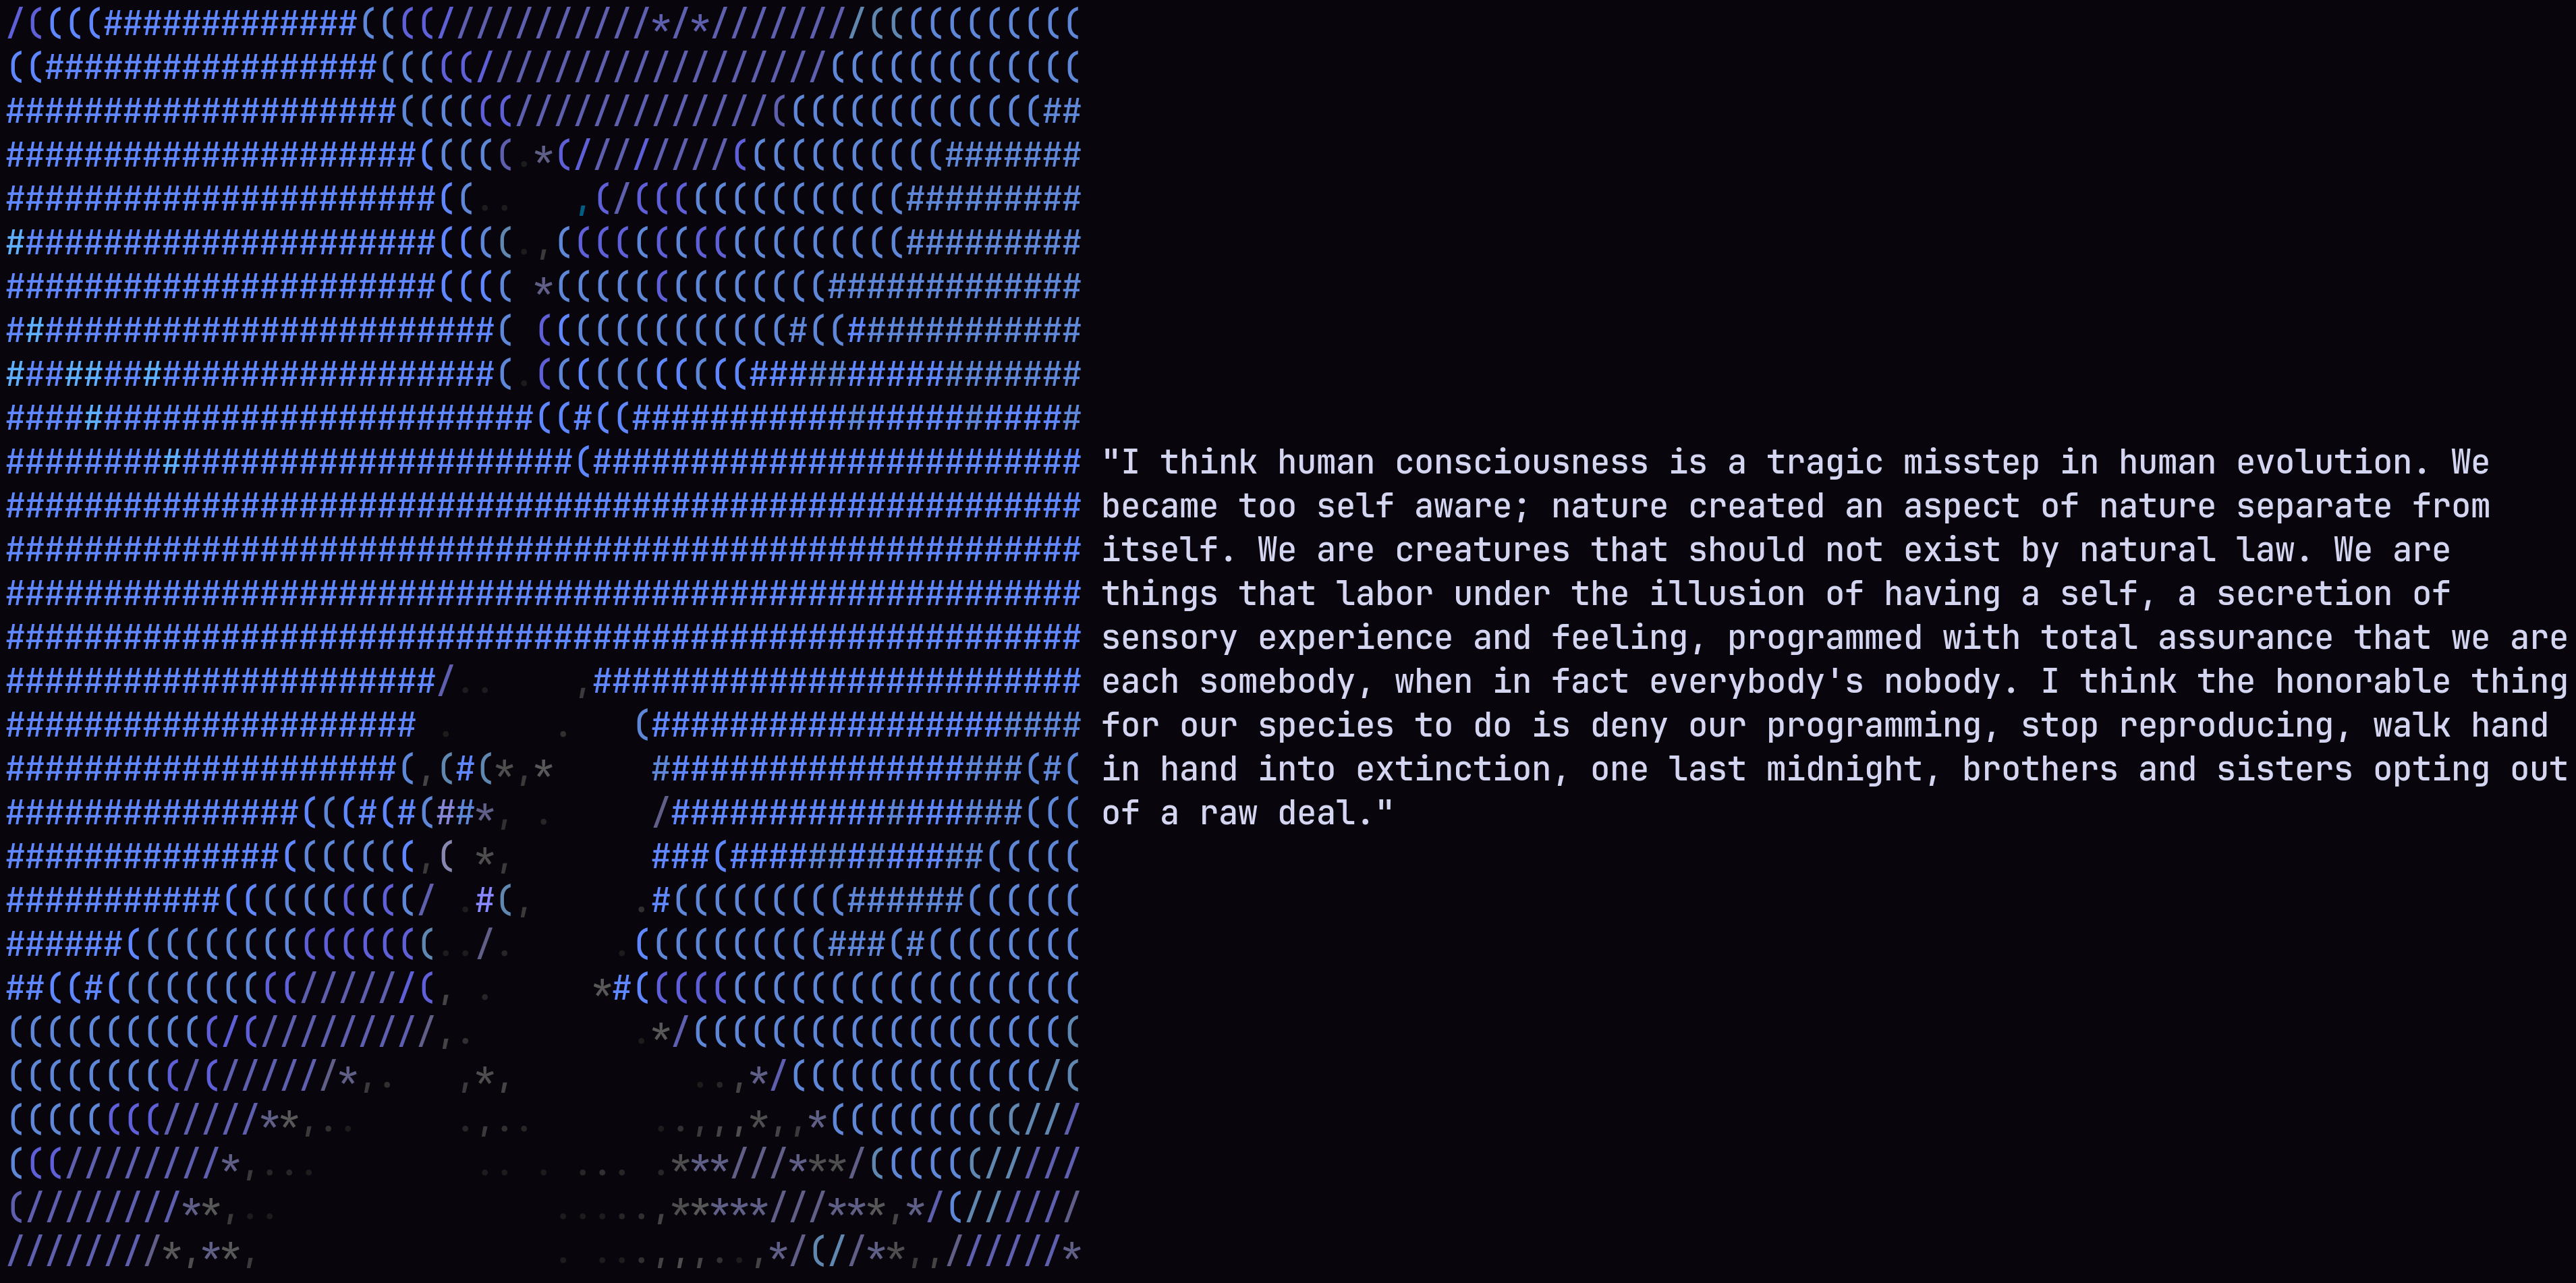 "I think human consciousness is a tragic misstep in human evolution. We
became too self aware; nature created an aspect of nature separate from
itself. We are creatures that should not exist by natural law. We are
things that labor under the illusion of having a self, a secretion of
sensory experience and feeling, programmed with total assurance that we are
each somebody, when in fact everybody's nobody. I think the honorable thing
for our species to do is deny our programming, stop reproducing, walk hand
in hand into extinction, one last midnight, brothers and sisters opting out
of a raw deal."